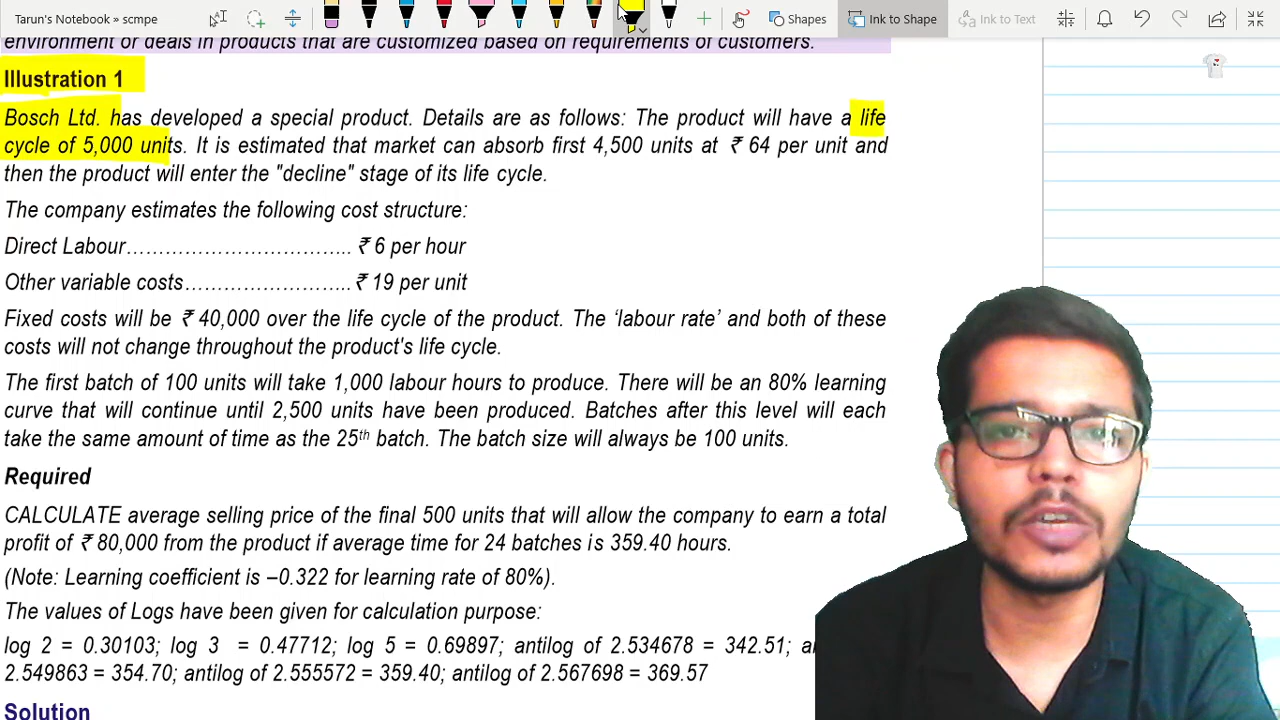 Tarun's Notebook » scmpe
Shapes
Ink to Shape
Ink to Text
environment or deals in products that are customized based on requirements of customers.
Illustration 1
Bosch Ltd. has developed a special product. Details are as follows: The product will have a life
cycle of 5,000 units. It is estimated that market can absorb first 4,500 units at ₹ 64 per unit and
then the product will enter the "decline" stage of its life cycle.
The company estimates the following cost structure:
Direct Labour……………………………….. ₹ 6 per hour
Other variable costs…………………….. ₹ 19 per unit
Fixed costs will be ₹ 40,000 over the life cycle of the product. The ‘labour rate’ and both of these
costs will not change throughout the product's life cycle.
The first batch of 100 units will take 1,000 labour hours to produce. There will be an 80% learning
curve that will continue until 2,500 units have been produced. Batches after this level will each
take the same amount of time as the 25th batch. The batch size will always be 100 units.
Required
CALCULATE average selling price of the final 500 units that will allow the company to earn a total
profit of ₹ 80,000 from the product if average time for 24 batches is 359.40 hours.
(Note: Learning coefficient is –0.322 for learning rate of 80%).
The values of Logs have been given for calculation purpose:
log 2 = 0.30103; log 3 = 0.47712; log 5 = 0.69897; antilog of 2.534678 = 342.51;
2.549863 = 354.70; antilog of 2.555572 = 359.40; antilog of 2.567698 = 369.57
Solution